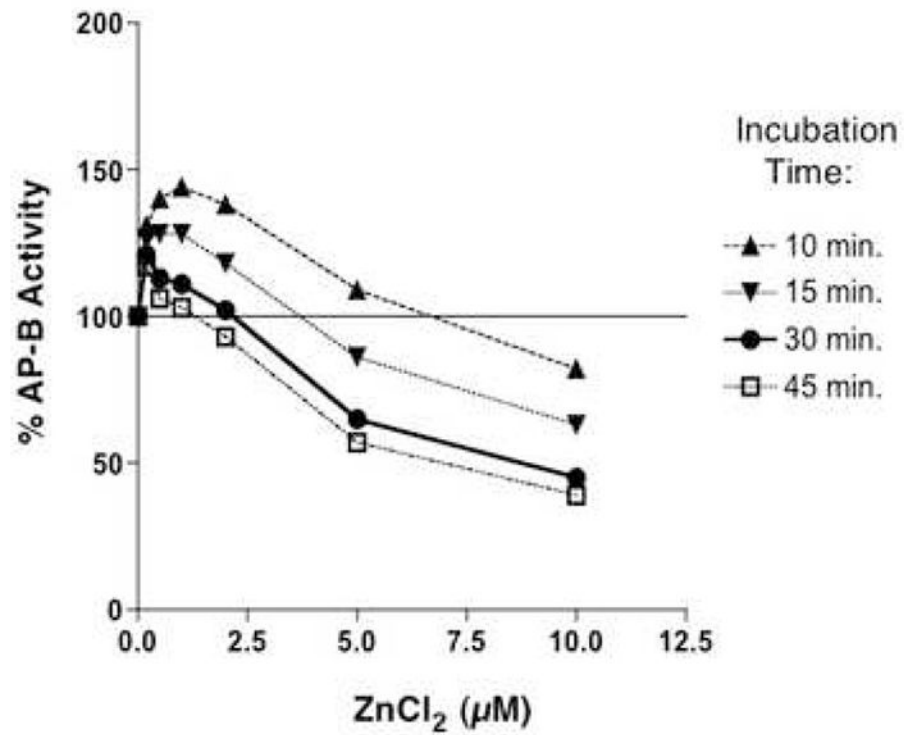 200
150
100
50
0
% AP-B Activity
0.0 2.5 5.0 7.5 10.0 12.5
ZnCl₂ (μM)
Incubation
Time:
10 min.
15 min.
30 min.
45 min.